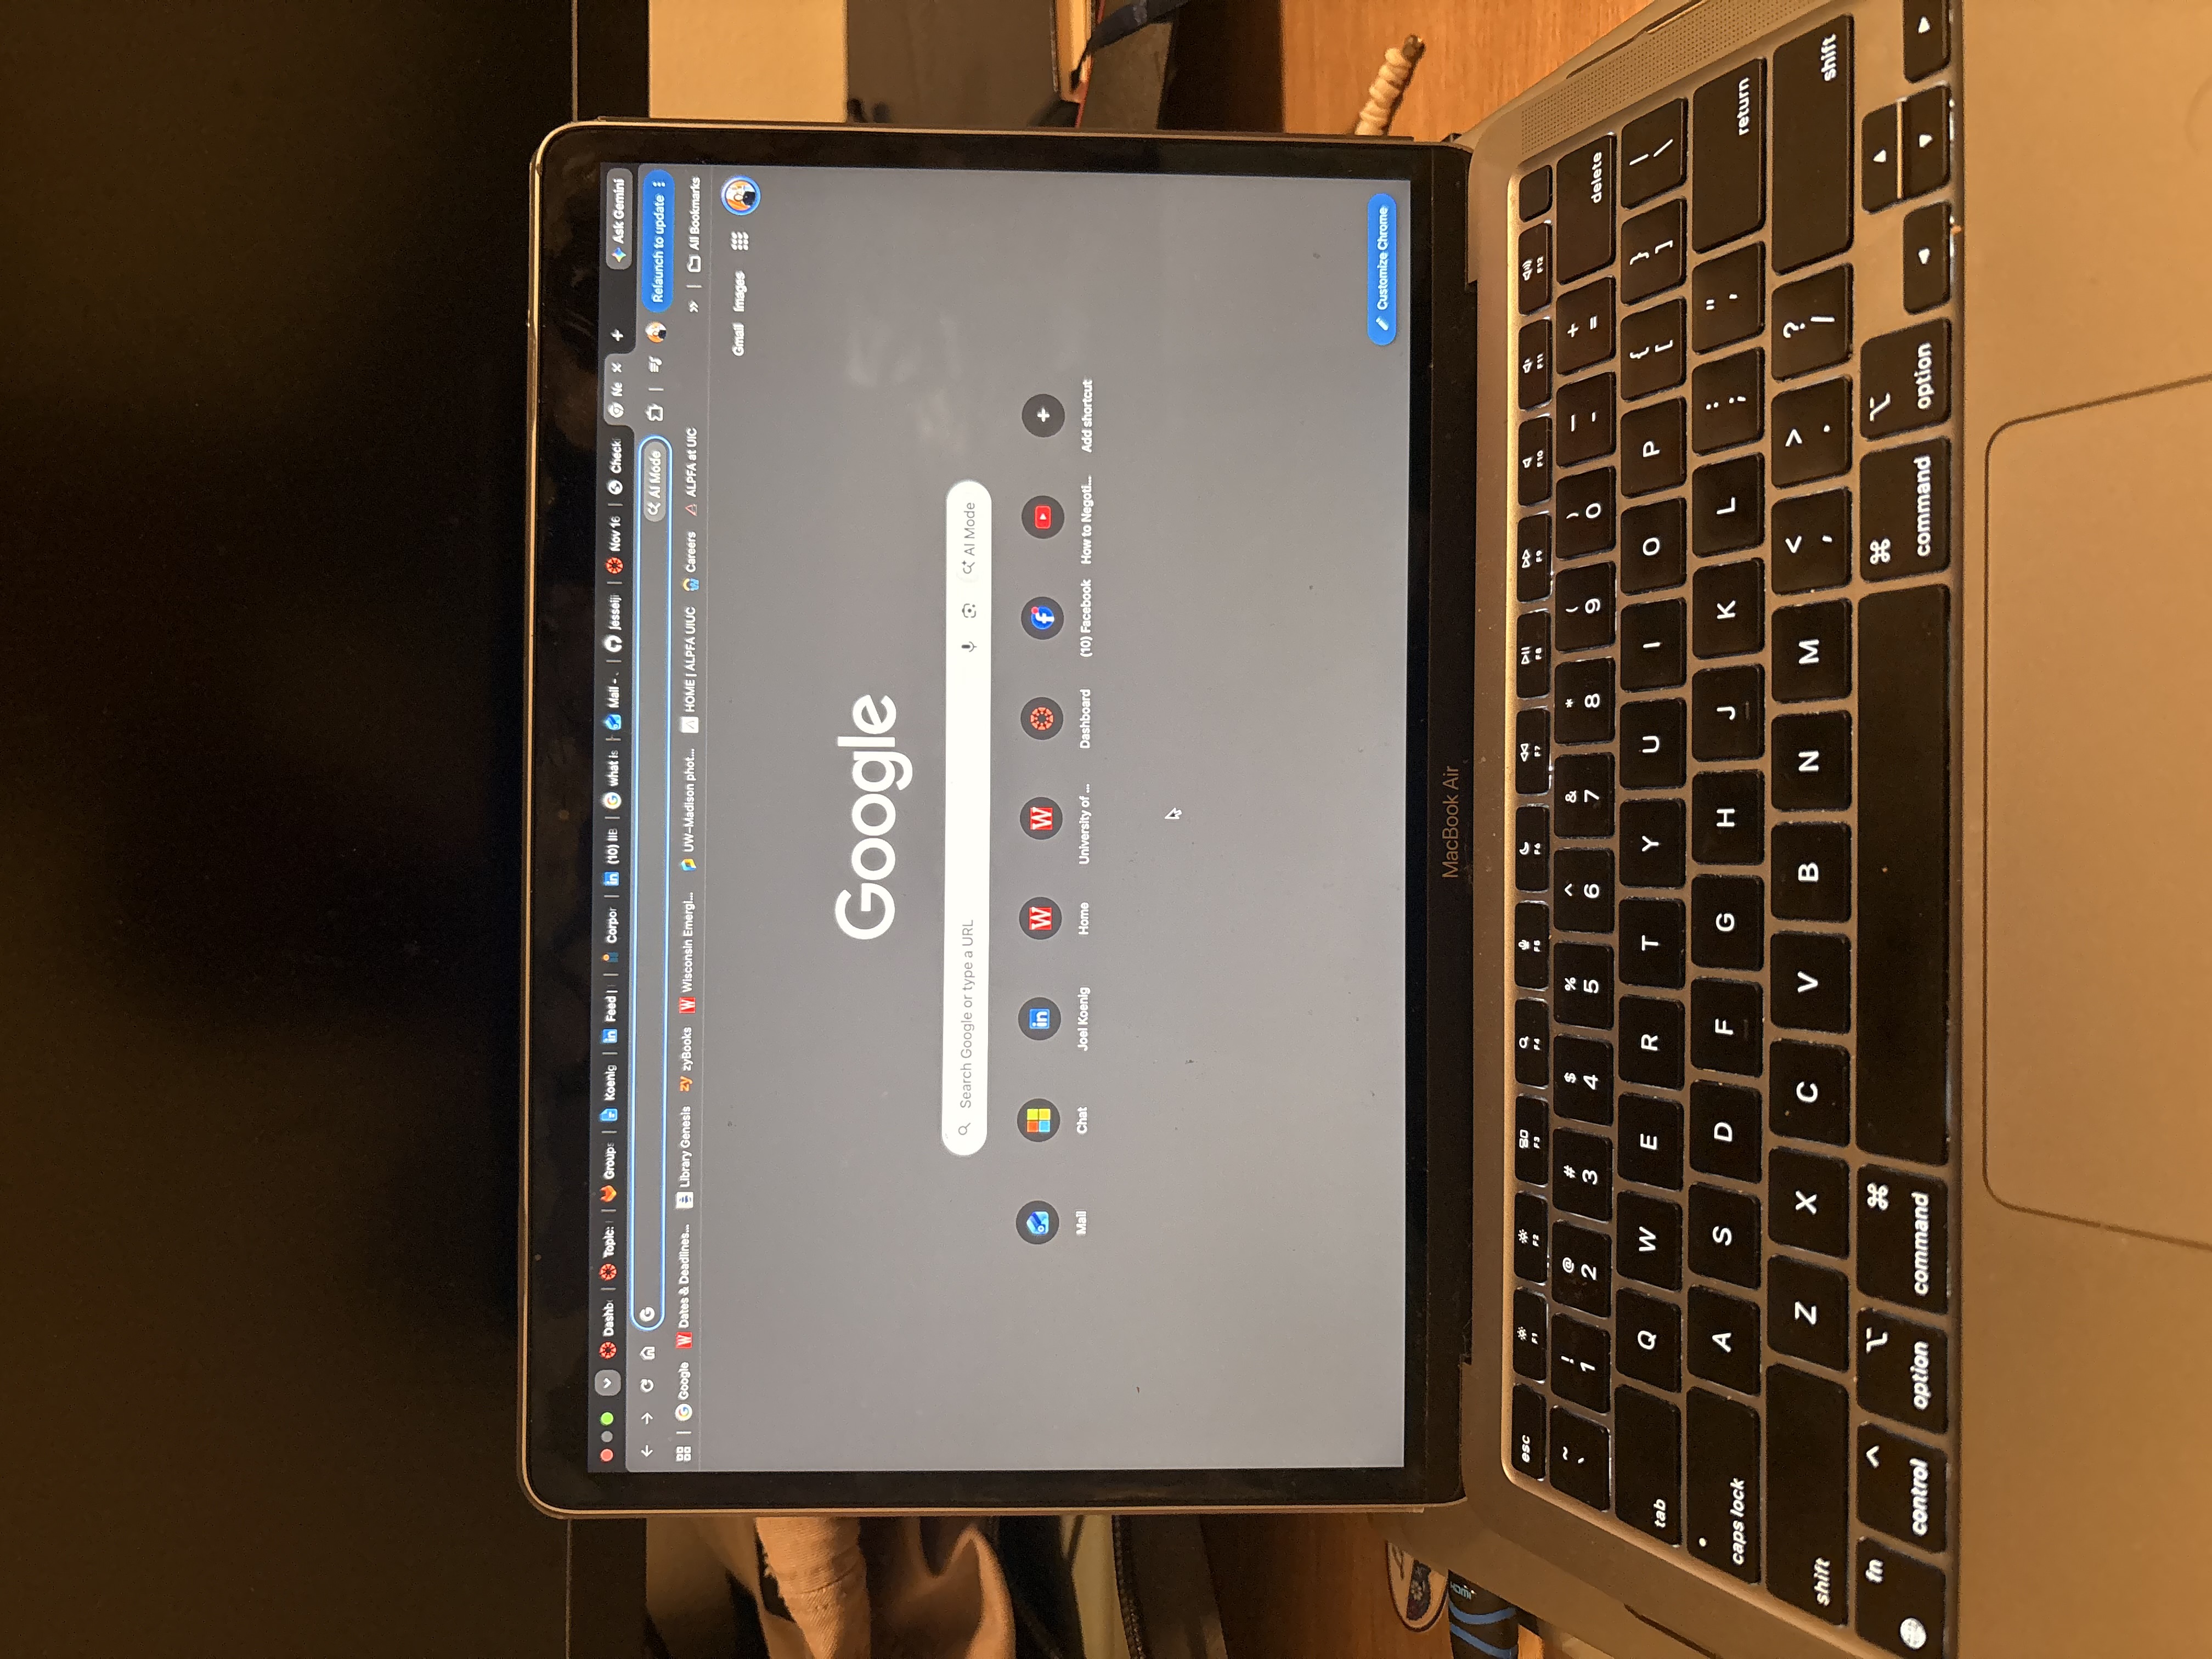 Dashb Topic: Groups Koenig Feed | Corpor (10) IIB what is Mail - Jesseiji Nov 16 Check Ne Ask Gemini
AI Mode Relaunch to update
Google Dates & Deadlines... Library Genesis zyBooks Wisconsin Emergi... UW-Madison phot... HOME | ALPFA UIUC Careers ALPFA at UIC » All Bookmarks
Gmail Images
Google
Search Google or type a URL AI Mode
Mail Chat Joel Koenig Home University of ... Dashboard (10) Facebook How to Negoti... Add shortcut
Customize Chrome
MacBook Air
esc F1 F2 F3 F4 F5 F6 F7 F8 F9 F10 F11 F12
~ ! @ # $ % ^ & * ( ) — +
` 1 2 3 4 5 6 7 8 9 0 - = delete
tab Q W E R T Y U I O P { [ } ] | \
caps lock A S D F G H J K L : ; " ' return
shift Z X C V B N M < , > . ? / shift
fn control option command command option